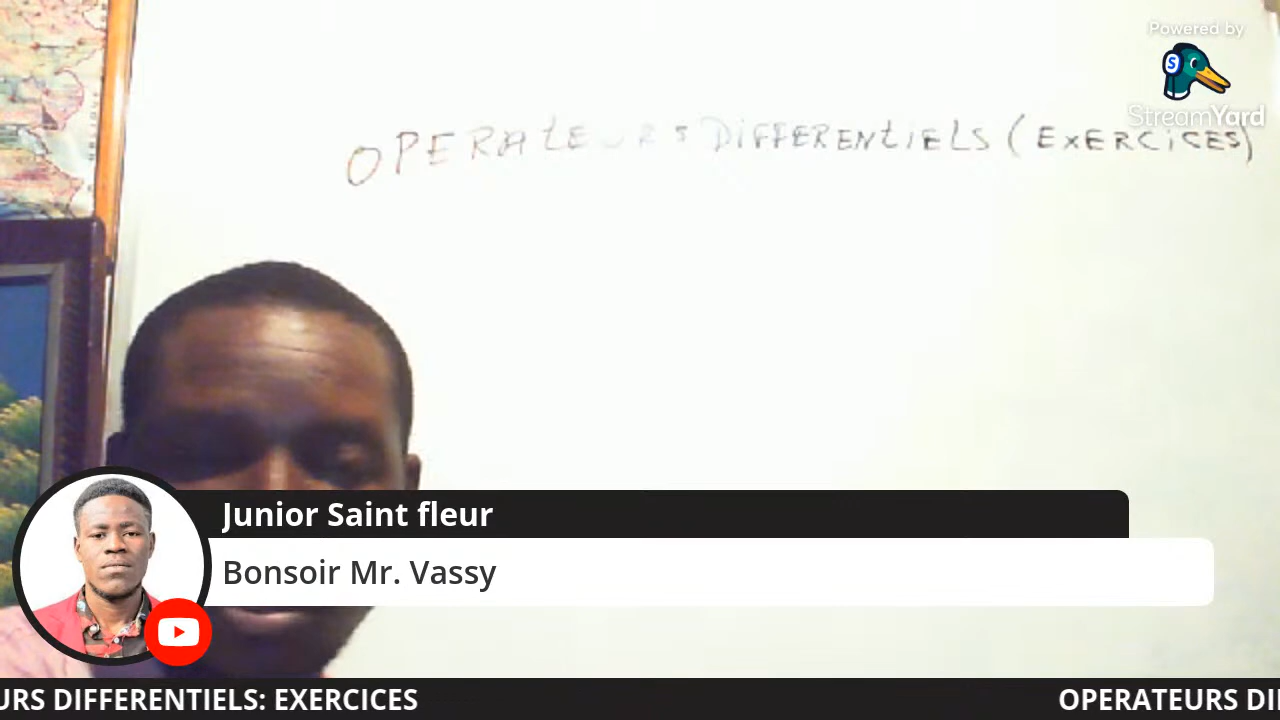 Powered by
StreamYard
OPERATEURS DIFFERENTIELS (EXERCICES)
Junior Saint fleur
Bonsoir Mr. Vassy
URS DIFFERENTIELS: EXERCICES
OPERATEURS DI